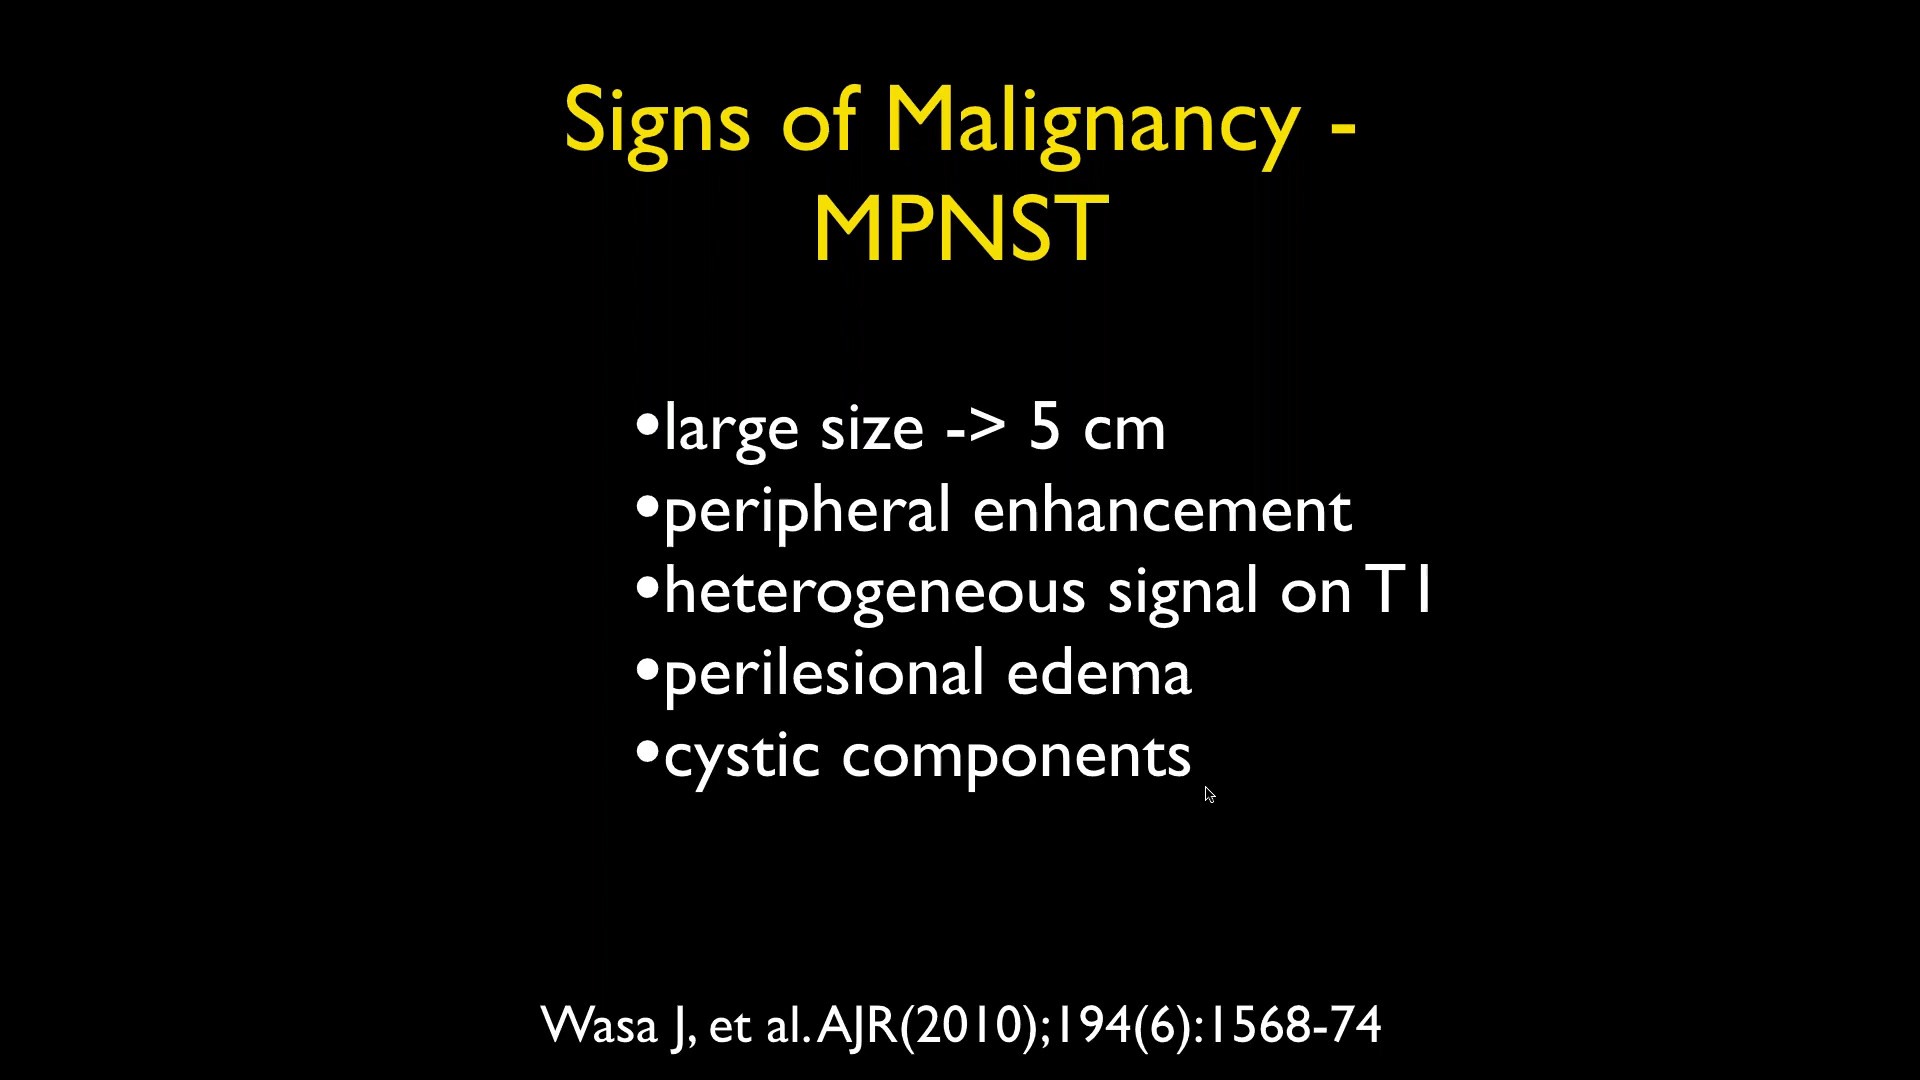 Signs of Malignancy -
MPNST
•large size -> 5 cm
•peripheral enhancement
•heterogeneous signal on T1
•perilesional edema
•cystic components
Wasa J, et al. AJR(2010);194(6):1568-74